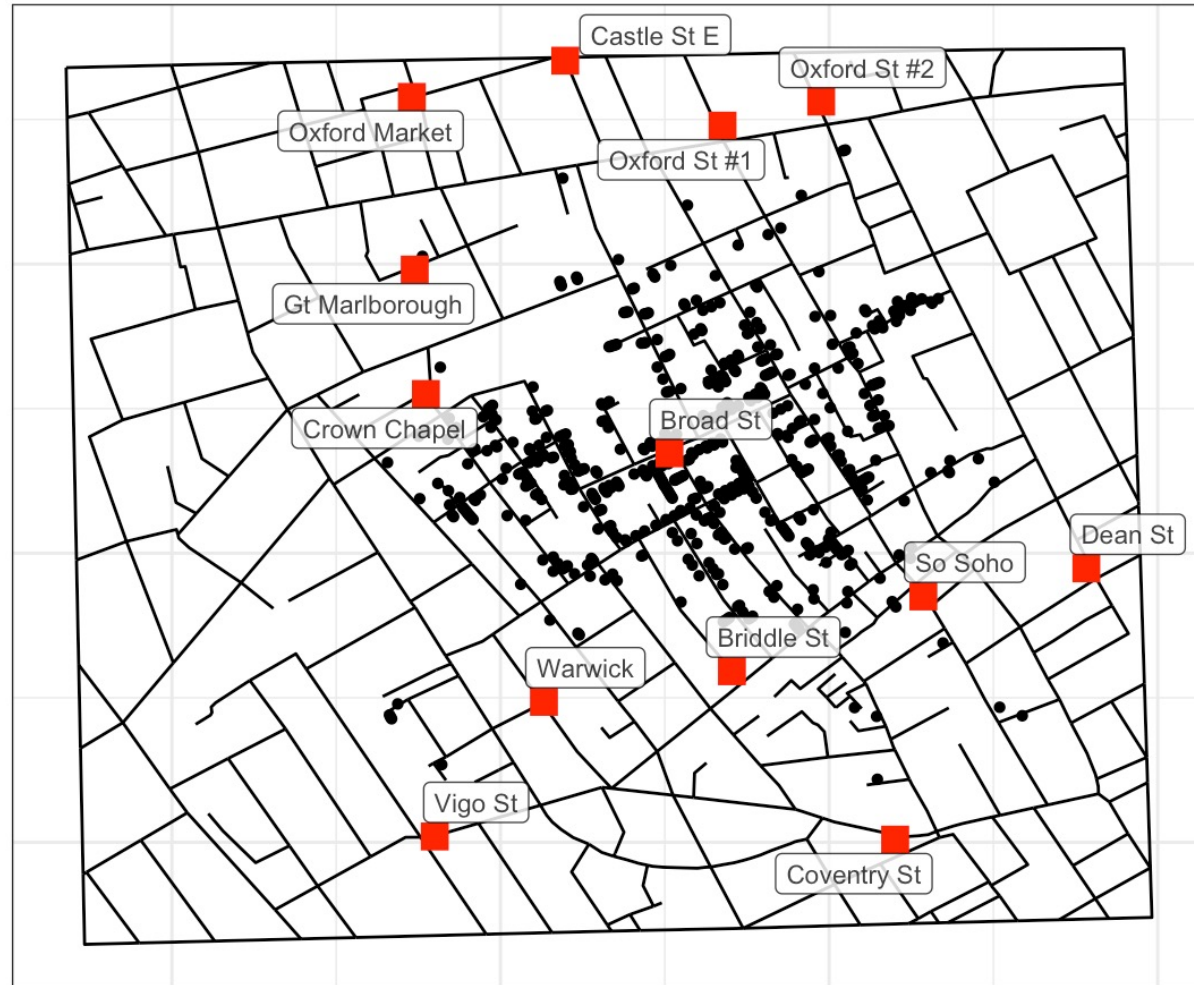 Castle St E
Oxford St #2
Oxford Market
Oxford St #1
Gt Marlborough
Crown Chapel
Broad St
Dean St
So Soho
Briddle St
Warwick
Vigo St
Coventry St